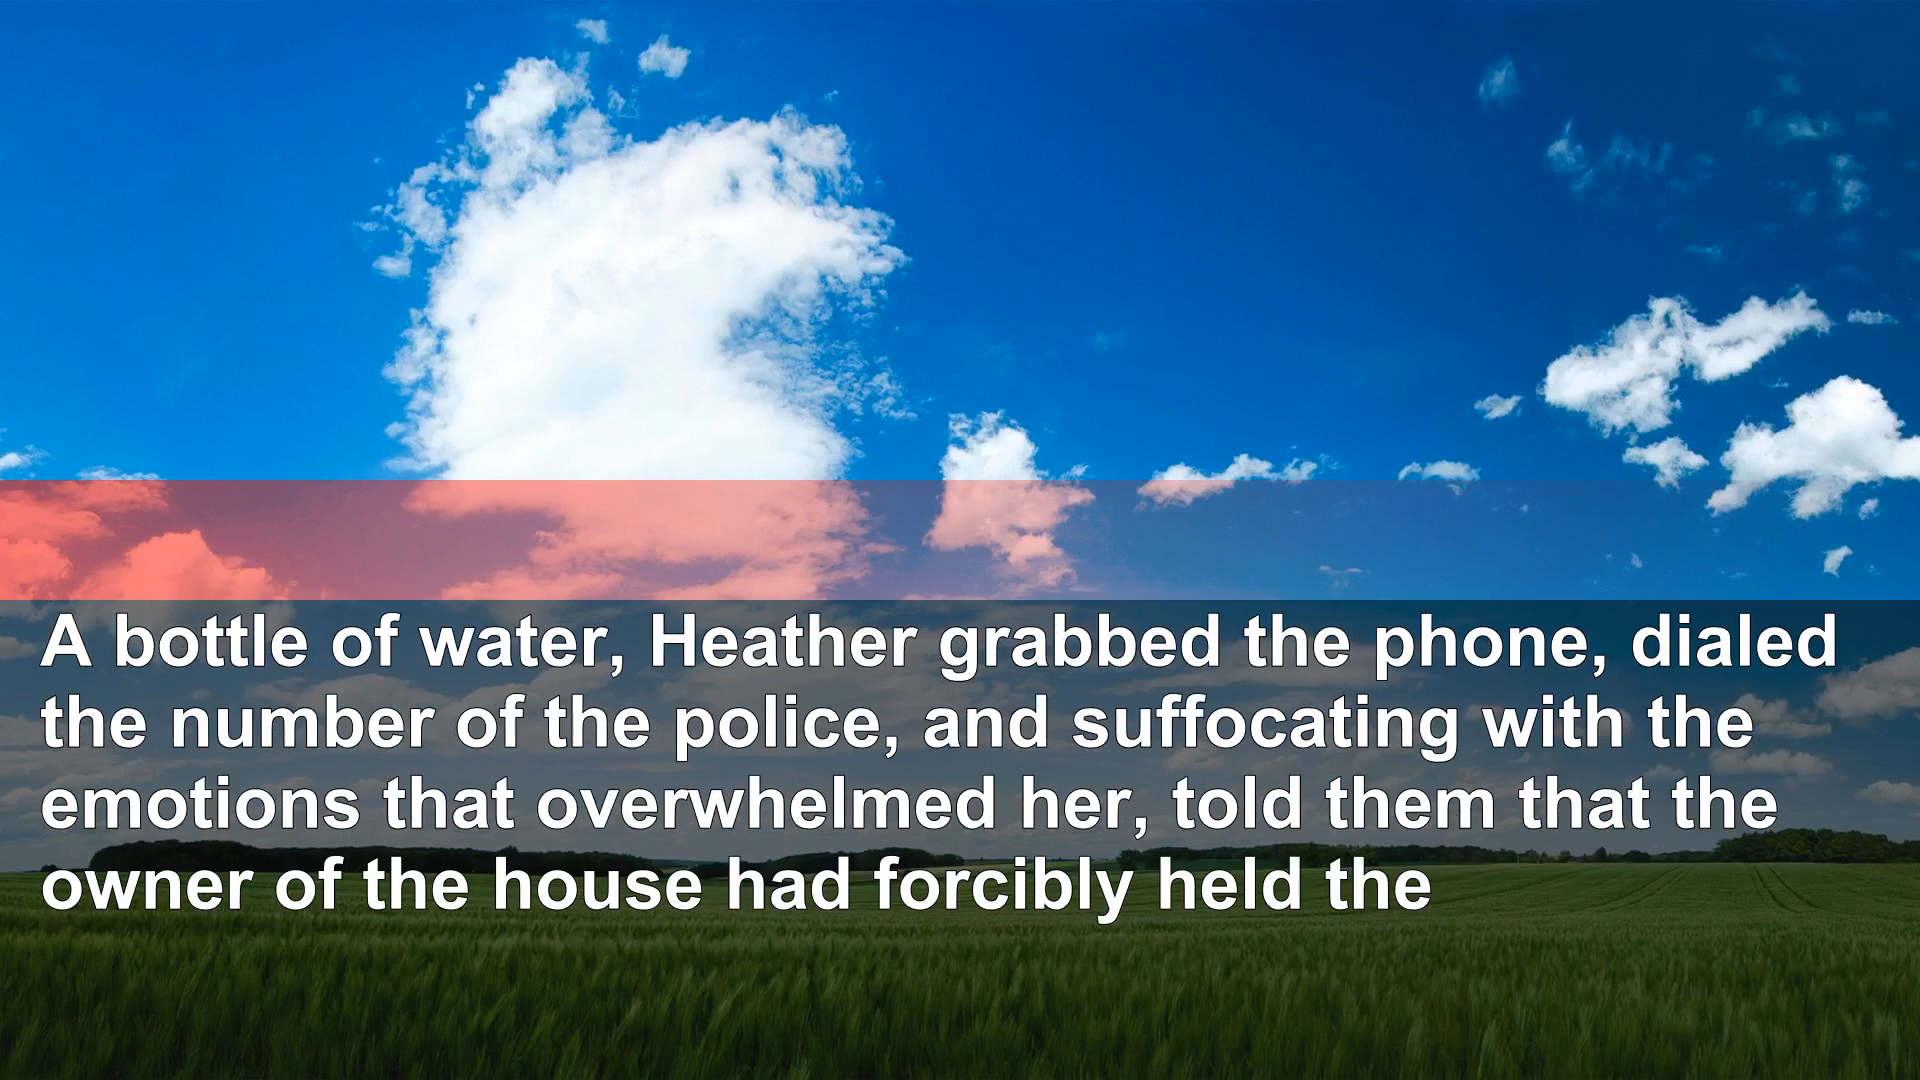 A bottle of water, Heather grabbed the phone, dialed
the number of the police, and suffocating with the
emotions that overwhelmed her, told them that the
owner of the house had forcibly held the